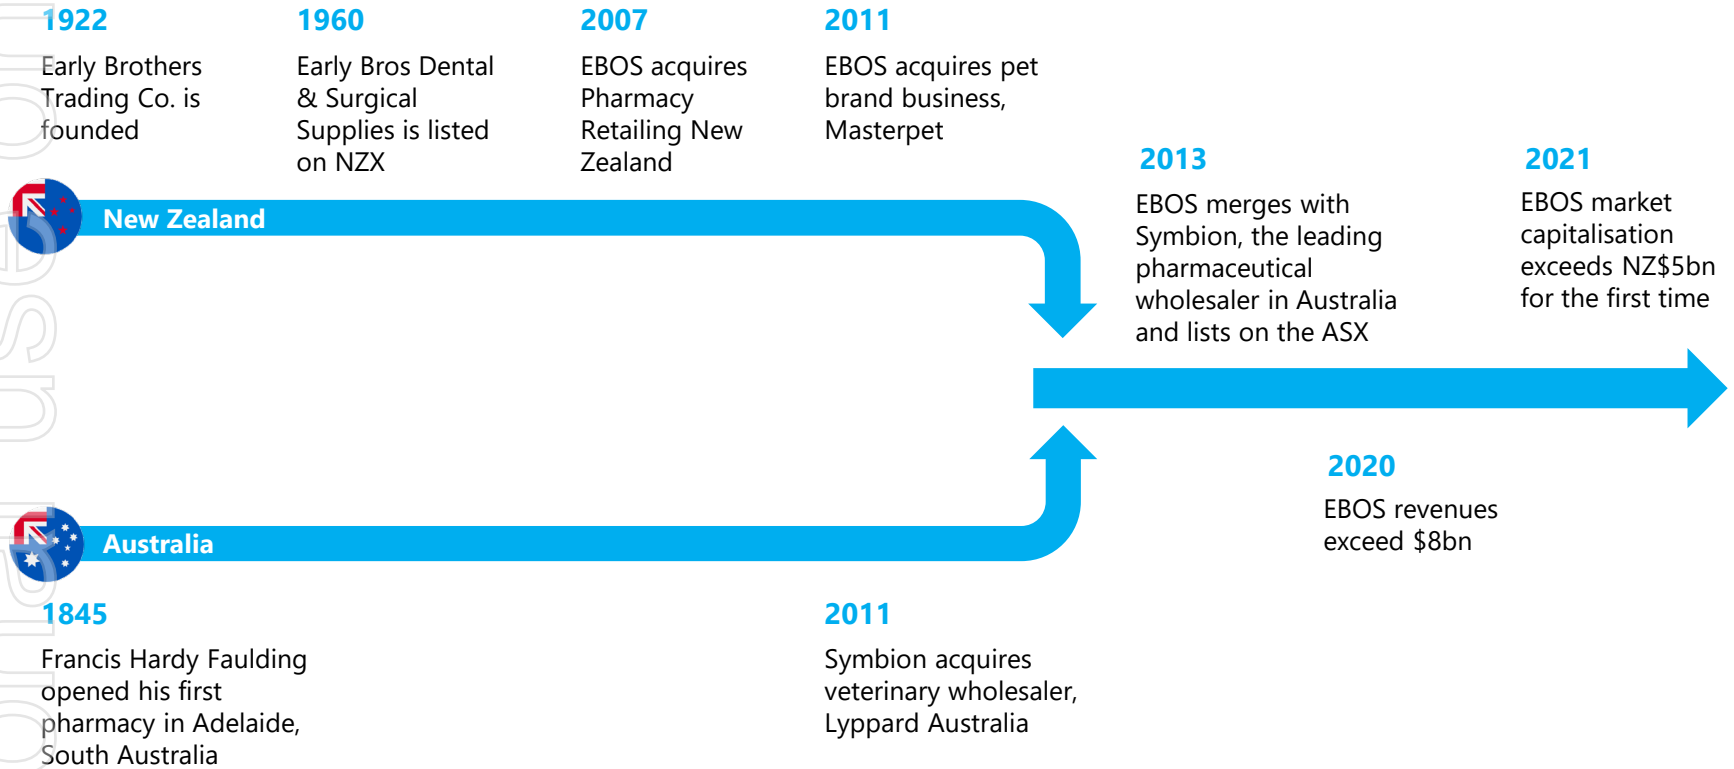 1922
Early Brothers
Trading Co. is
founded
1960
Early Bros Dental
& Surgical
Supplies is listed
on NZX
2007
EBOS acquires
Pharmacy
Retailing New
Zealand
2011
EBOS acquires pet
brand business,
Masterpet
New Zealand
2013
EBOS merges with
Symbion, the leading
pharmaceutical
wholesaler in Australia
and lists on the ASX
2021
EBOS market
capitalisation
exceeds NZ$5bn
for the first time
2020
EBOS revenues
exceed $8bn
Australia
1845
Francis Hardy Faulding
opened his first
pharmacy in Adelaide,
South Australia
2011
Symbion acquires
veterinary wholesaler,
Lyppard Australia